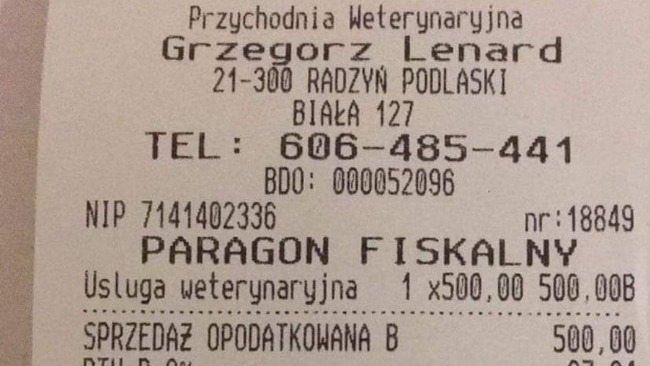 Przychodnia Weterynaryjna
Grzegorz Lenard
21-300 RADZYŃ PODLASKI
BIAŁA 127
TEL: 606-485-441
BDO: 000052096
NIP 7141402336 nr:18849
PARAGON FISKALNY
Usluga weterynaryjna 1 x500,00 500,00B
SPRZEDAŻ OPODATKOWANA B 500,00